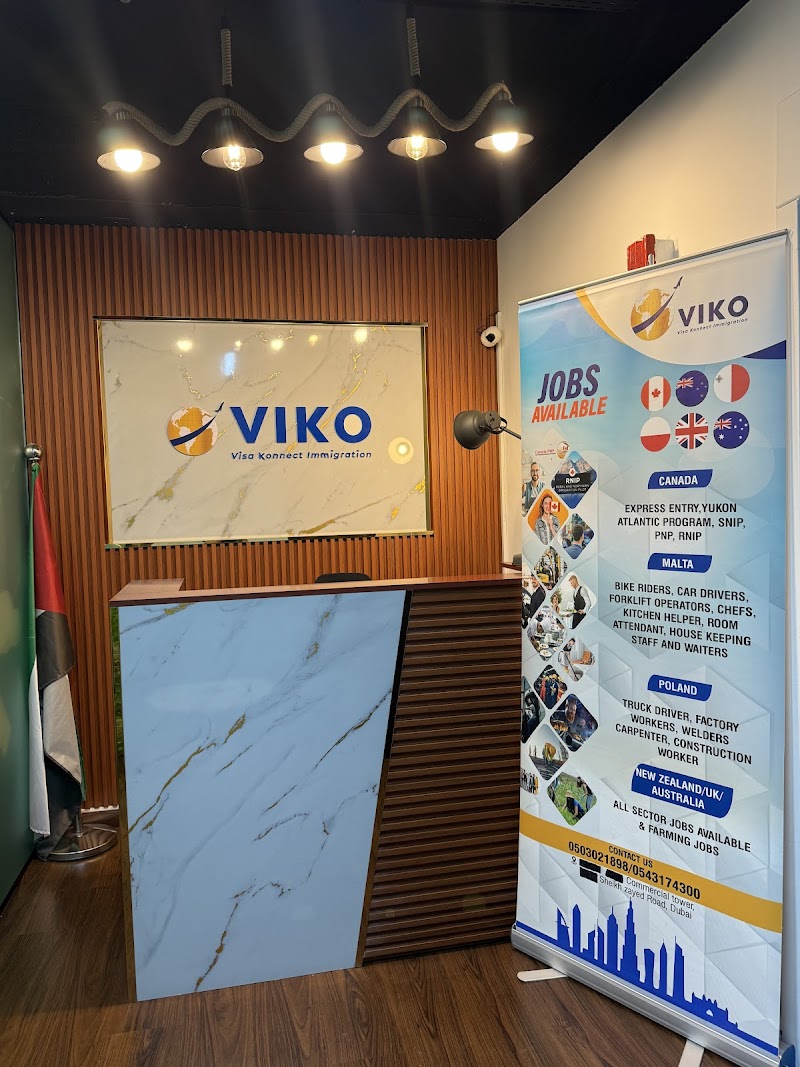 VIKO
Visa Konnect Immigration
VIKO
Visa Konnect Immigration
JOBS
AVAILABLE
RNIP
CANADA
EXPRESS ENTRY,YUKON
ATLANTIC PROGRAM, SNIP,
PNP, RNIP
MALTA
BIKE RIDERS, CAR DRIVERS,
FORKLIFT OPERATORS, CHEFS,
KITCHEN HELPER, ROOM
ATTENDANT, HOUSE KEEPING
STAFF AND WAITERS
POLAND
TRUCK DRIVER, FACTORY
WORKERS, WELDERS
CARPENTER, CONSTRUCTION
WORKER
NEW ZEALAND/UK/
AUSTRALIA
ALL SECTOR JOBS AVAILABLE
& FARMING JOBS
CONTACT US
0503021898/0543174300
Commercial tower,
Sheikh zayed Road, Dubai